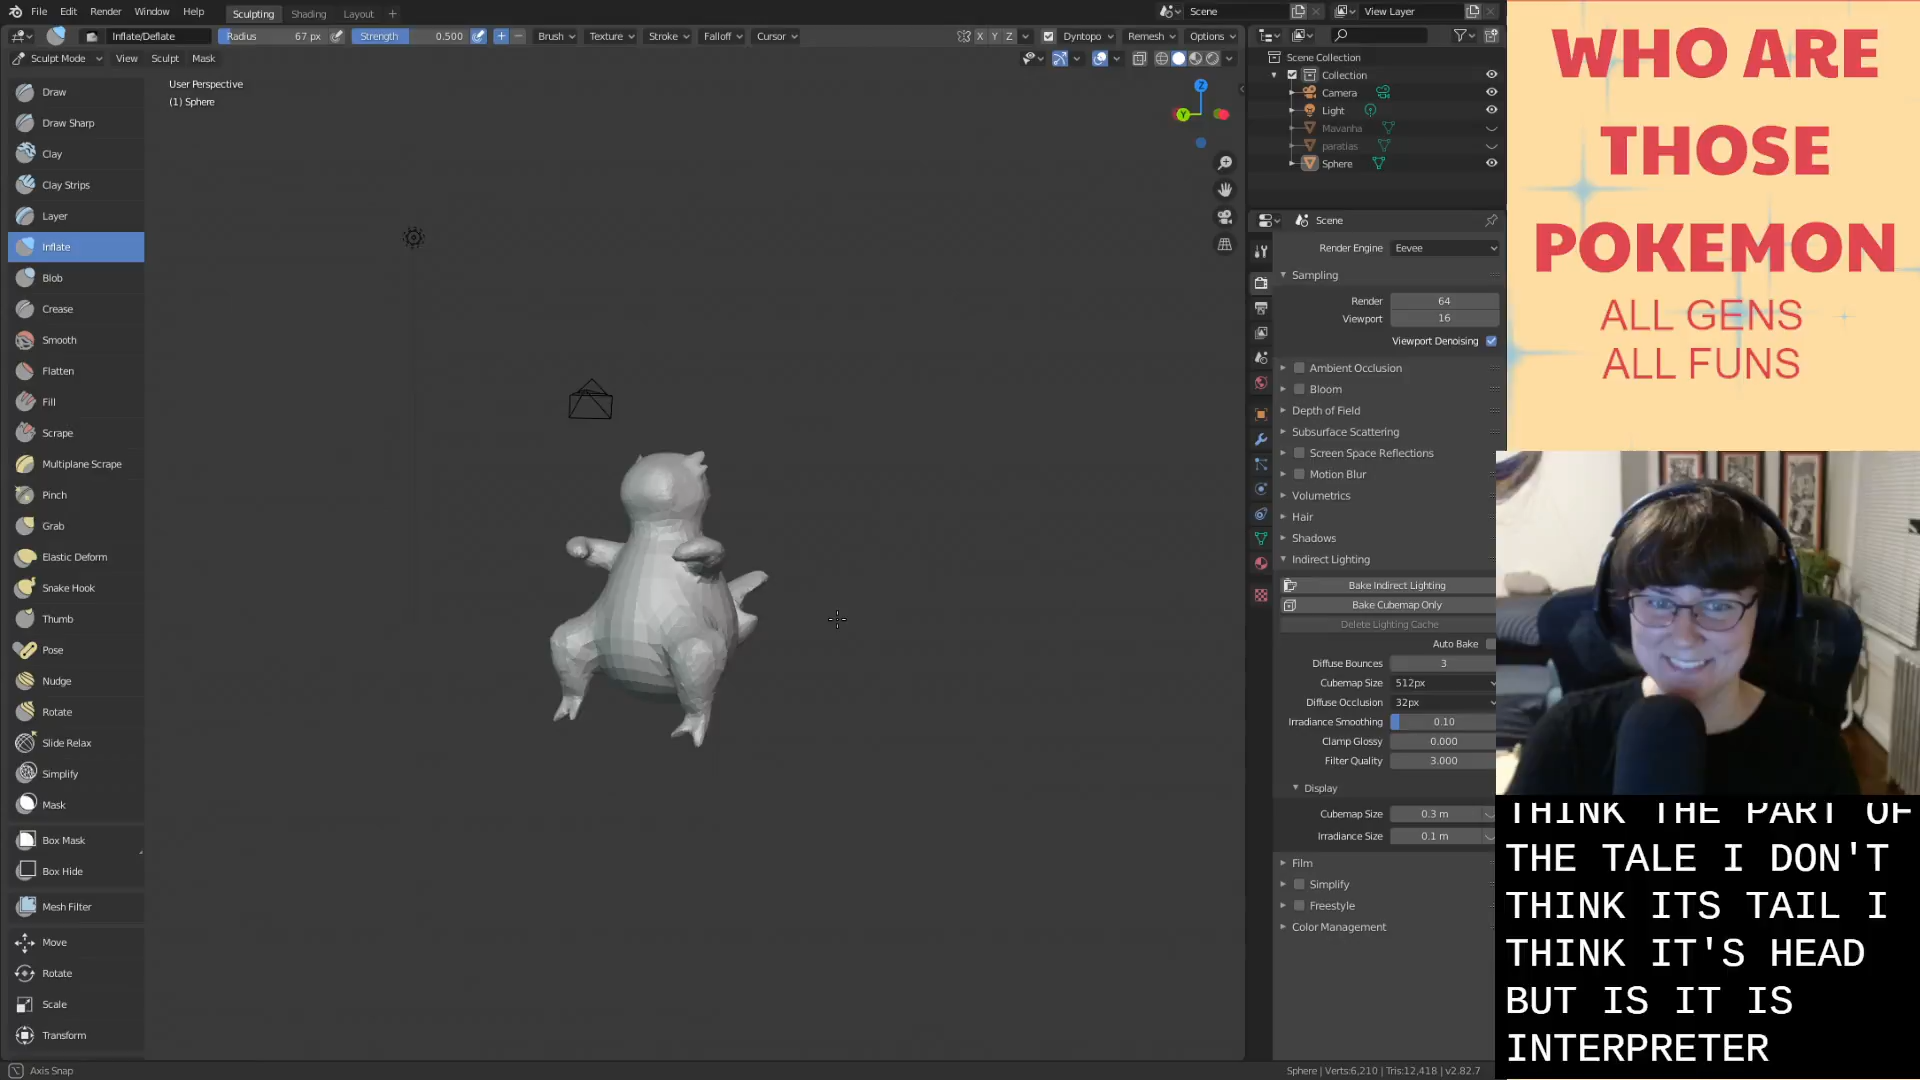 File Edit Render Window Help Sculpting Shading Layout + Scene View Layer
Inflate/Deflate Radius 67 px Strength 0.500 + − Brush Texture Stroke Falloff Cursor X Y Z Dyntopo Remesh Options
Sculpt Mode View Sculpt Mask
User Perspective
(1) Sphere
Z
Y
Draw
Draw Sharp
Clay
Clay Strips
Layer
Inflate
Blob
Crease
Smooth
Flatten
Fill
Scrape
Multiplane Scrape
Pinch
Grab
Elastic Deform
Snake Hook
Thumb
Pose
Nudge
Rotate
Slide Relax
Simplify
Mask
Box Mask
Box Hide
Mesh Filter
Move
Rotate
Scale
Transform
Axis Snap
Scene Collection
Collection
Camera
Light
Mavanha
paratias
Sphere
Scene
Render Engine Eevee
Sampling
Render 64
Viewport 16
Viewport Denoising
Ambient Occlusion
Bloom
Depth of Field
Subsurface Scattering
Screen Space Reflections
Motion Blur
Volumetrics
Hair
Shadows
Indirect Lighting
Bake Indirect Lighting
Bake Cubemap Only
Delete Lighting Cache
Auto Bake
Diffuse Bounces 3
Cubemap Size 512px
Diffuse Occlusion 32px
Irradiance Smoothing 0.10
Clamp Glossy 0.000
Filter Quality 3.000
Display
Cubemap Size 0.3 m
Irradiance Size 0.1 m
Film
Simplify
Freestyle
Color Management
Sphere | Verts:6,210 | Tris:12,418 | v2.82.7
WHO ARE
THOSE
POKEMON
ALL GENS
ALL FUNS
THINK THE PART OF
THE TALE I DON'T
THINK ITS TAIL I
THINK IT'S HEAD
BUT IS IT IS
INTERPRETER